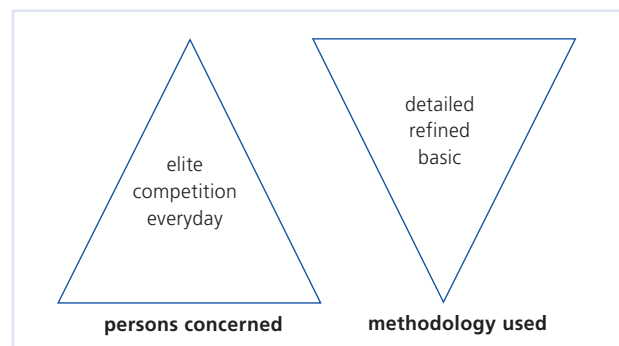 elite
competition
everyday
persons concerned
detailed
refined
basic
methodology used